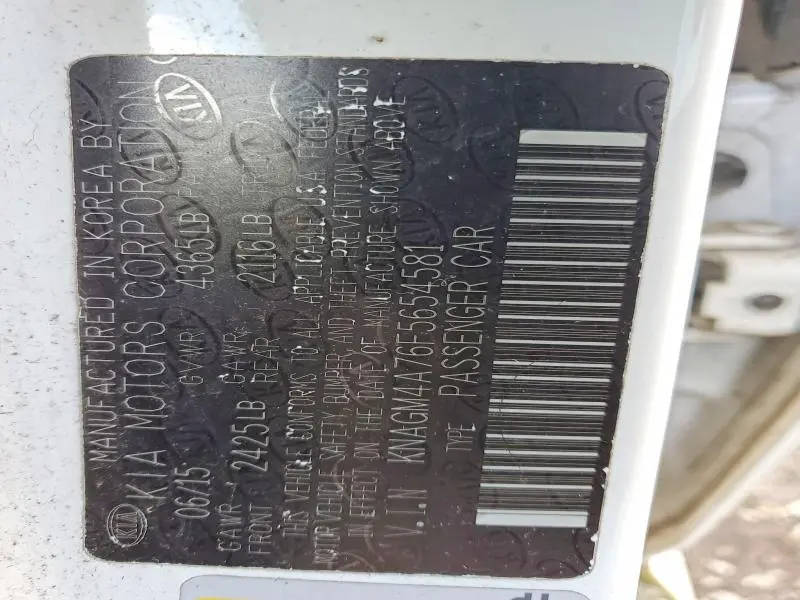 MANUFACTURED IN KOREA BY
KIA MOTORS CORPORATION
06/15 GVWR 4365LB
GAWR FRONT 2425LB GAWR REAR 2116LB
THIS VEHICLE CONFORMS TO ALL APPLICABLE USA FEDERAL
MOTOR VEHICLE SAFETY, BUMPER AND THEFT PREVENTION STANDARDS
IN EFFECT ON THE DATE OF MANUFACTURE SHOWN ABOVE
V.I.N KNAGM4A76F5654581
TYPE PASSENGER CAR
KIA